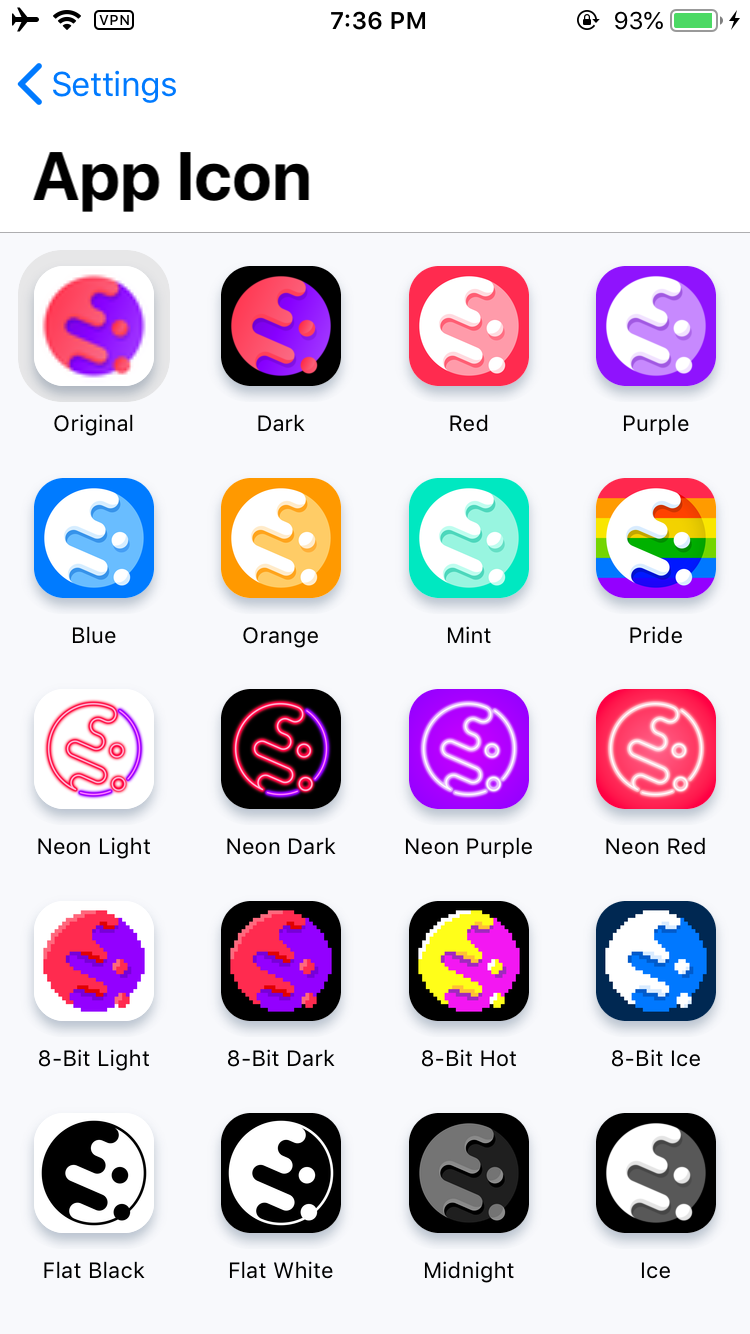 VPN 7:36 PM 93%
Settings
App Icon
Original Dark Red Purple
Blue Orange Mint Pride
Neon Light Neon Dark Neon Purple Neon Red
8-Bit Light 8-Bit Dark 8-Bit Hot 8-Bit Ice
Flat Black Flat White Midnight Ice